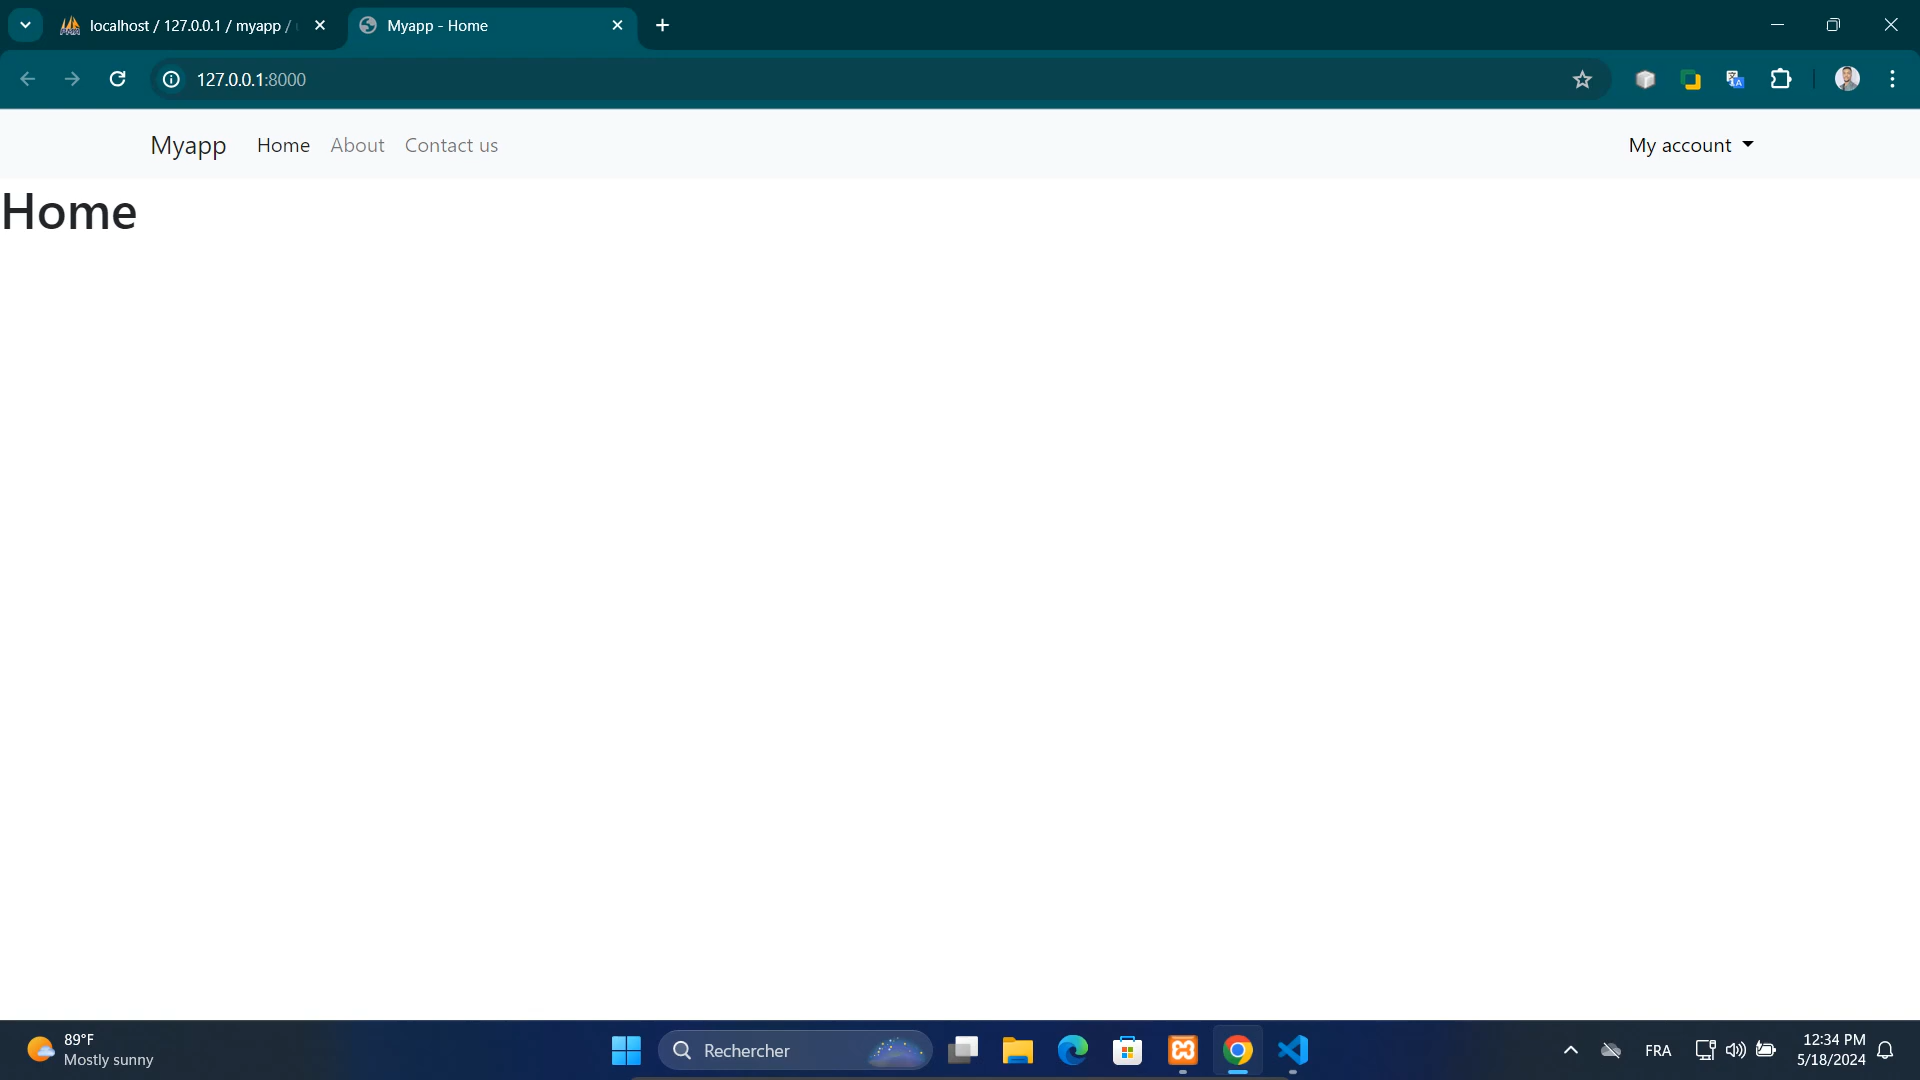 localhost / 127.0.0.1 / myapp /
Myapp - Home
127.0.0.1:8000
Myapp
Home
About
Contact us
My account
Home
89°F
Mostly sunny
Rechercher
FRA
12:34 PM
5/18/2024